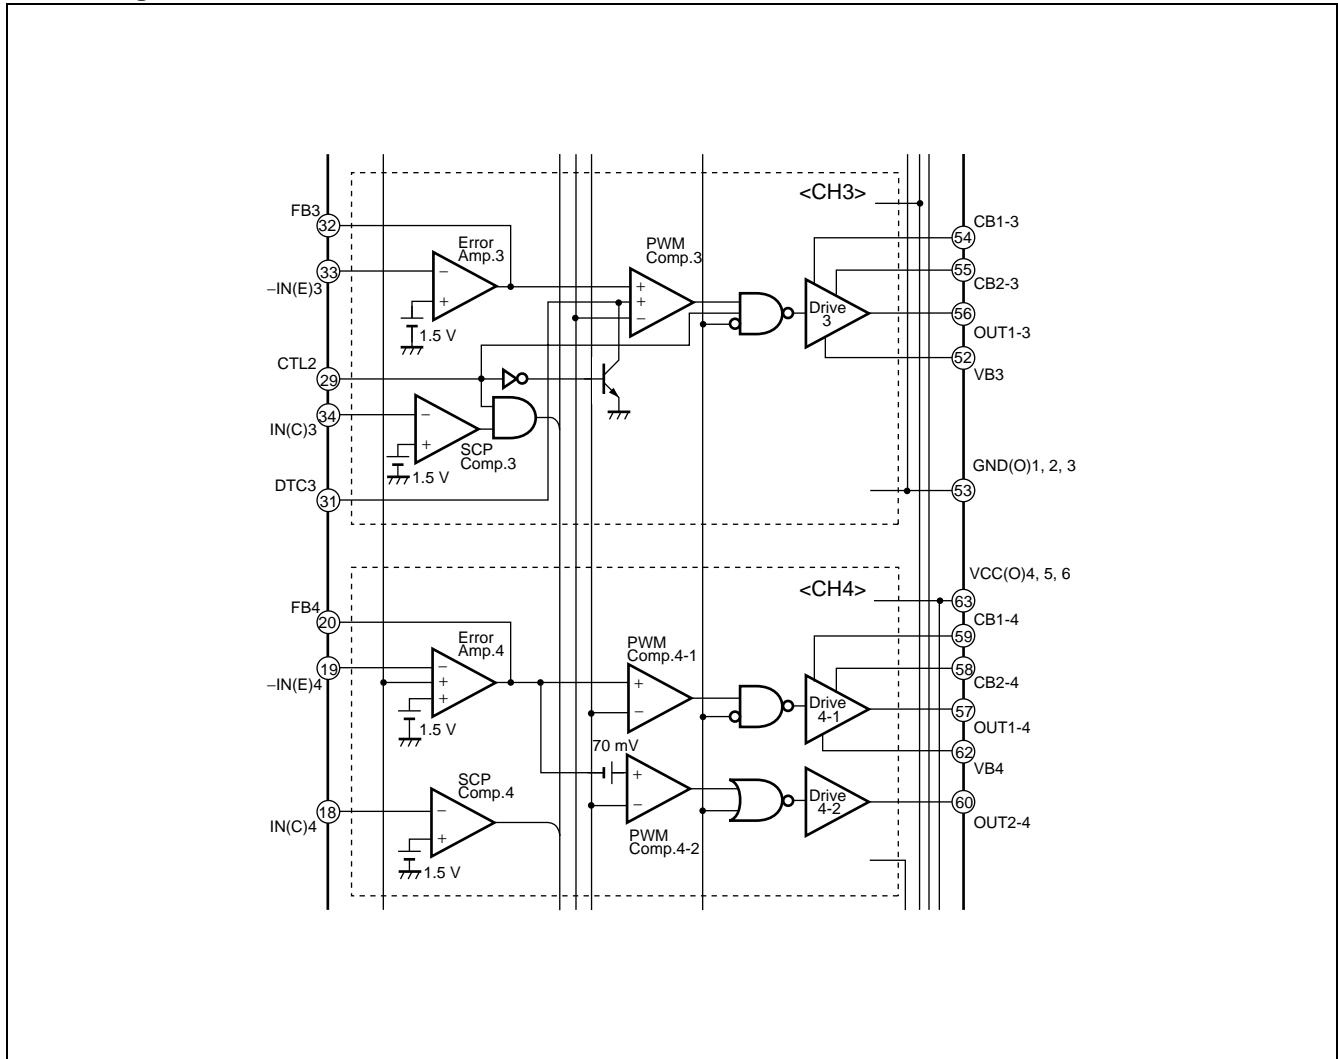 <CH3>
FB3
32
Error
Amp.3
PWM
Comp.3
CB1-3
54
33
–IN(E)3
−
+
1.5 V
+
+
−
Drive
3
55
CB2-3
56
OUT1-3
CTL2
29
52
VB3
34
IN(C)3
−
+
SCP
Comp.3
1.5 V
DTC3
31
GND(O)1, 2, 3
53
<CH4>
VCC(O)4, 5, 6
63
FB4
20
Error
Amp.4
PWM
Comp.4-1
CB1-4
59
19
–IN(E)4
−
+
+
1.5 V
+
−
Drive
4-1
58
CB2-4
57
OUT1-4
70 mV
62
VB4
SCP
Comp.4
18
IN(C)4
−
+
1.5 V
+
−
PWM
Comp.4-2
Drive
4-2
60
OUT2-4